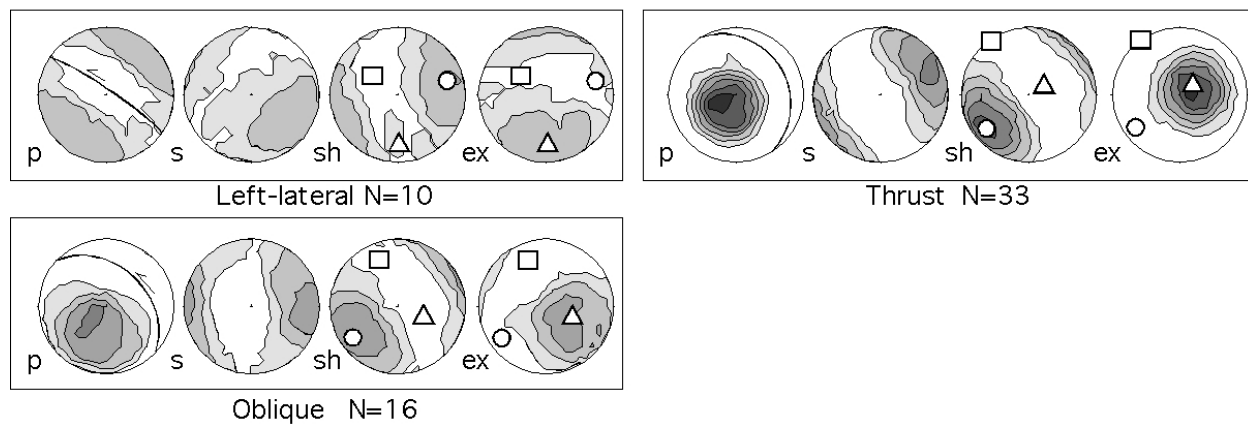 p s sh ex
Left-lateral N=10
p s sh ex
Thrust N=33
p s sh ex
Oblique N=16